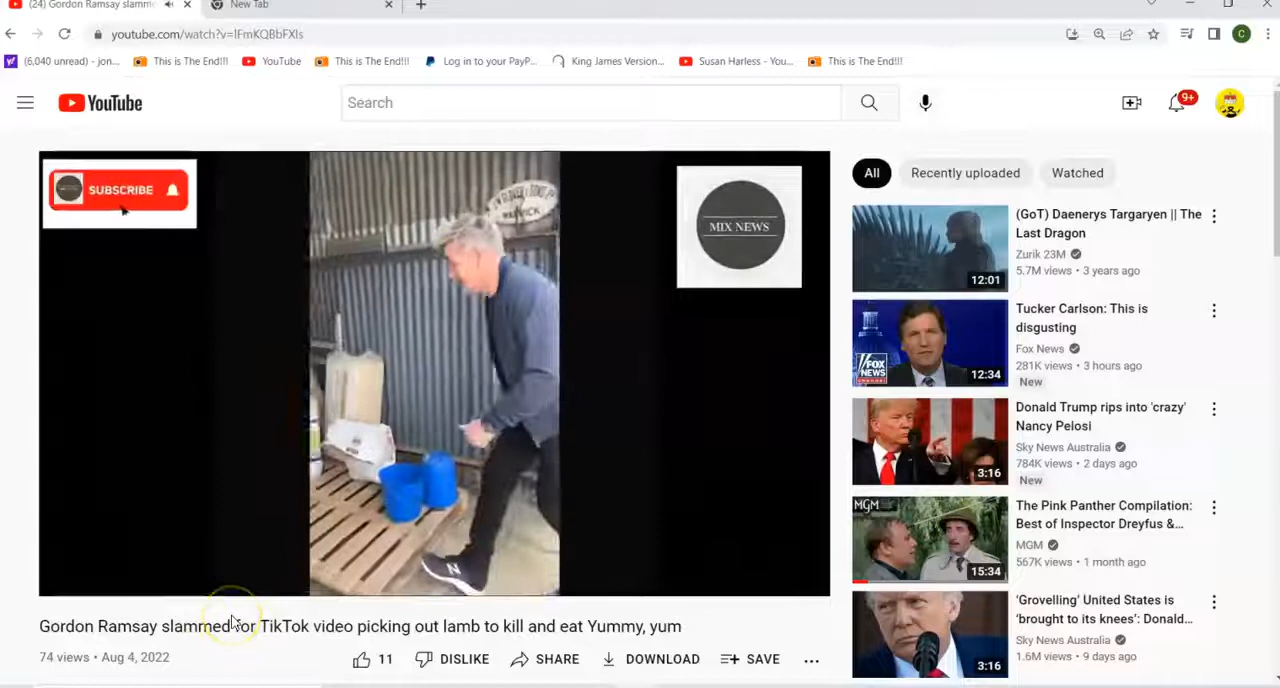 (24) Gordon Ramsay slamm
New Tab
youtube.com/watch?v=lFmKQBbFXIs
(6,040 unread) - jon...
This is The End!!!
YouTube
This is The End!!!
Log in to your PayP...
King James Version...
Susan Harless - You...
This is The End!!!
YouTube
Search
9+
C
SUBSCRIBE
MIX NEWS
WARWICK
All
Recently uploaded
Watched
(GoT) Daenerys Targaryen || The
Last Dragon
Zurik 23M
5.7M views • 3 years ago
12:01
Tucker Carlson: This is
disgusting
Fox News
281K views • 3 hours ago
New
FOX
NEWS
12:34
Donald Trump rips into 'crazy'
Nancy Pelosi
Sky News Australia
784K views • 2 days ago
New
3:16
MGM
The Pink Panther Compilation:
Best of Inspector Dreyfus &...
MGM
567K views • 1 month ago
15:34
'Grovelling' United States is
'brought to its knees': Donald...
Sky News Australia
1.6M views • 9 days ago
3:16
N
Gordon Ramsay slammed for TikTok video picking out lamb to kill and eat Yummy, yum
74 views • Aug 4, 2022
11
DISLIKE
SHARE
DOWNLOAD
SAVE